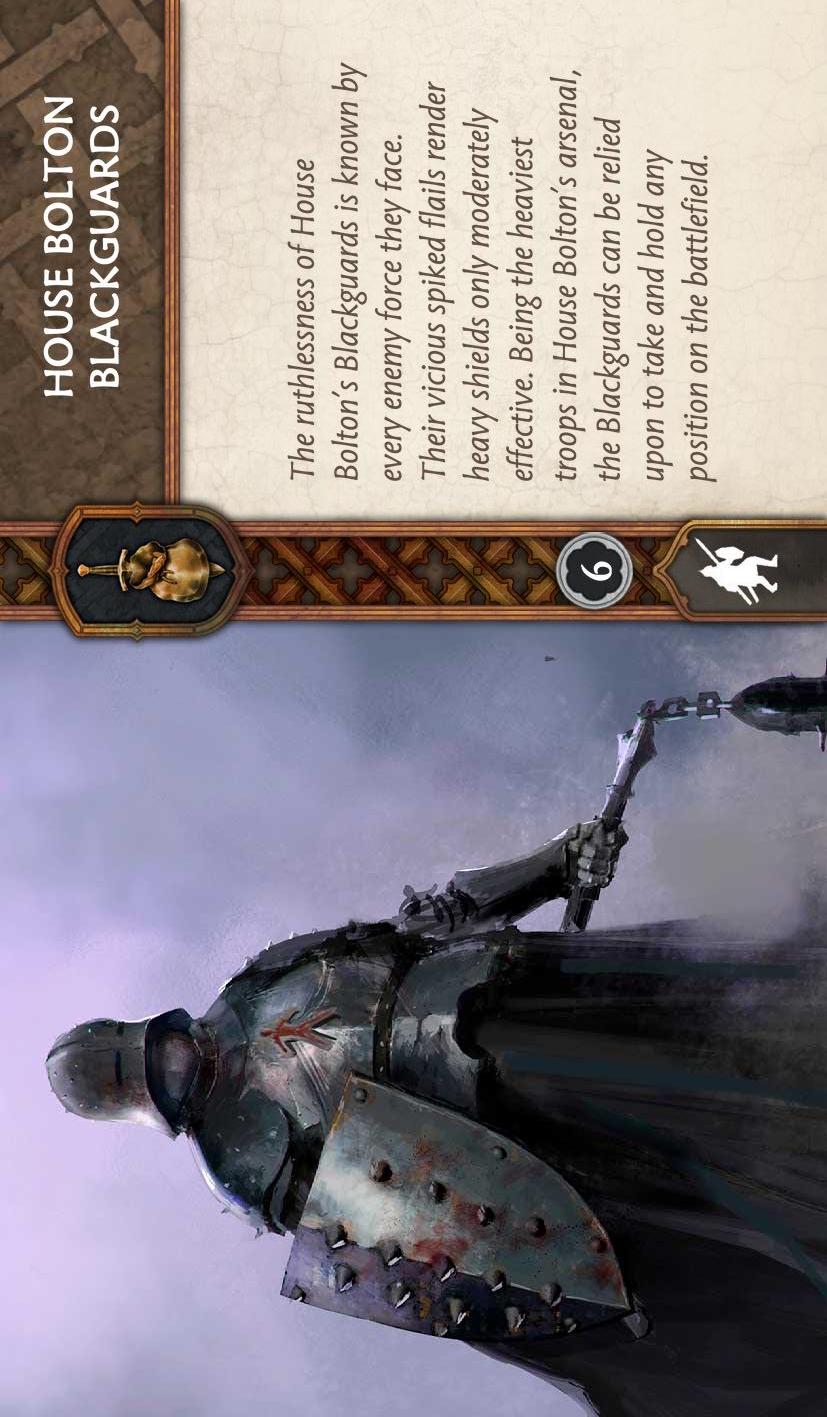 HOUSE BOLTON
BLACKGUARDS
The ruthlessness of House
Bolton's Blackguards is known by
every enemy force they face.
Their vicious spiked flails render
heavy shields only moderately
effective. Being the heaviest
troops in House Bolton's arsenal,
the Blackguards can be relied
upon to take and hold any
position on the battlefield.
6